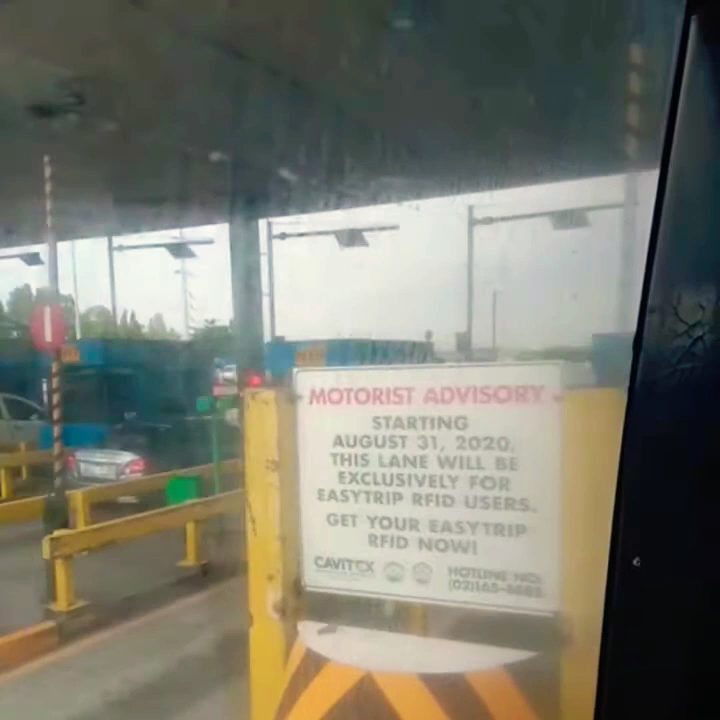 MOTORIST ADVISORY
STARTING
AUGUST 31, 2020,
THIS LANE WILL BE
EXCLUSIVELY FOR
EASYTRIP RFID USERS.
GET YOUR EASYTRIP
RFID NOW!
CAVITEX
HOTLINE NO.